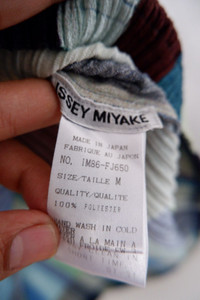 ISSEY MIYAKE
MADE IN JAPAN
FABRIQUE AU JAPON
NO. IM86-FJ650
SIZE/TAILLE M
QUALITY/QUALITE
100% POLYESTER
HAND WASH IN COLD
A LA MAIN A